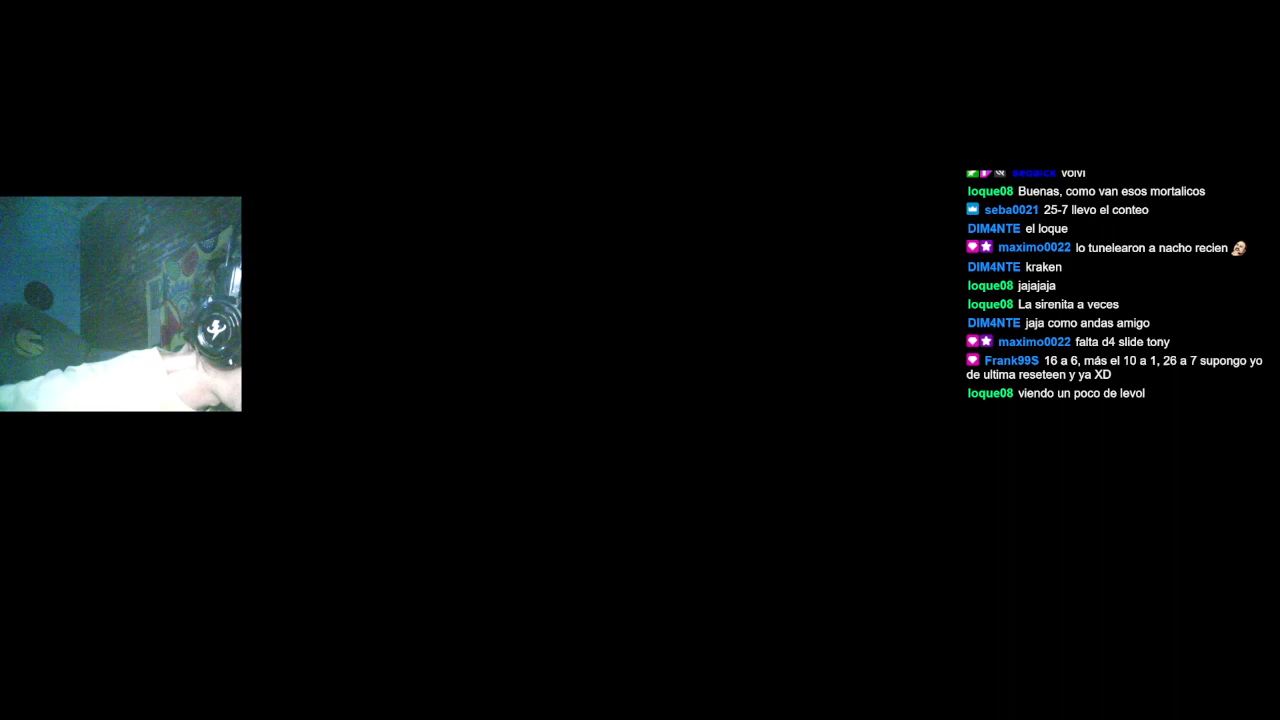 volvi
loque08 Buenas, como van esos mortalicos
seba0021 25-7 llevo el conteo
DIM4NTE el loque
maximo0022 lo tunelearon a nacho recien
DIM4NTE kraken
loque08 jajajaja
loque08 La sirenita a veces
DIM4NTE jaja como andas amigo
maximo0022 falta d4 slide tony
Frank99S 16 a 6, más el 10 a 1, 26 a 7 supongo yo
de ultima reseteen y ya XD
loque08 viendo un poco de levol